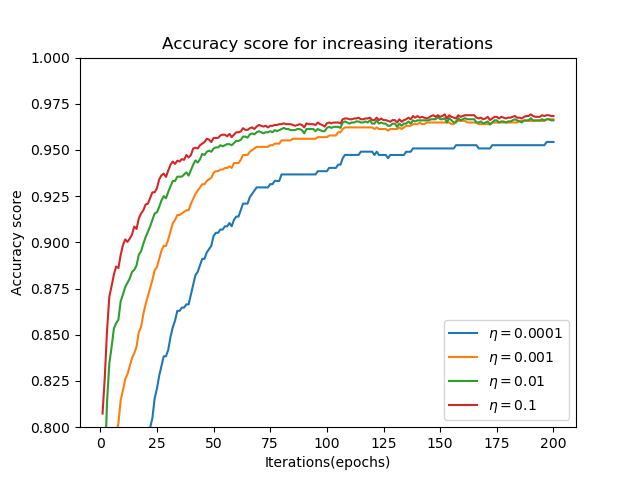 Accuracy score for increasing iterations
1.000
0.975
0.950
0.925
0.900
0.875
0.850
0.825
0.800
Accuracy score
η = 0.0001
η = 0.001
η = 0.01
η = 0.1
0 25 50 75 100 125 150 175 200
Iterations(epochs)